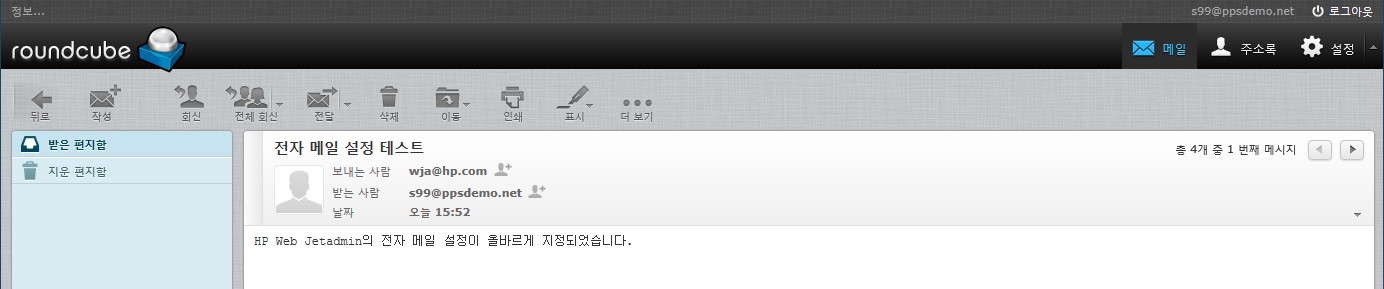 정보...
s99@ppsdemo.net 로그아웃
roundcube
메일 주소록 설정
뒤로 작성 회신 전체 회신 전달 삭제 이동 인쇄 표시 더 보기
받은 편지함
지운 편지함
전자 메일 설정 테스트
총 4개 중 1 번째 메시지
보내는 사람 wja@hp.com
받는 사람 s99@ppsdemo.net
날짜 오늘 15:52
HP Web Jetadmin의 전자 메일 설정이 올바르게 지정되었습니다.